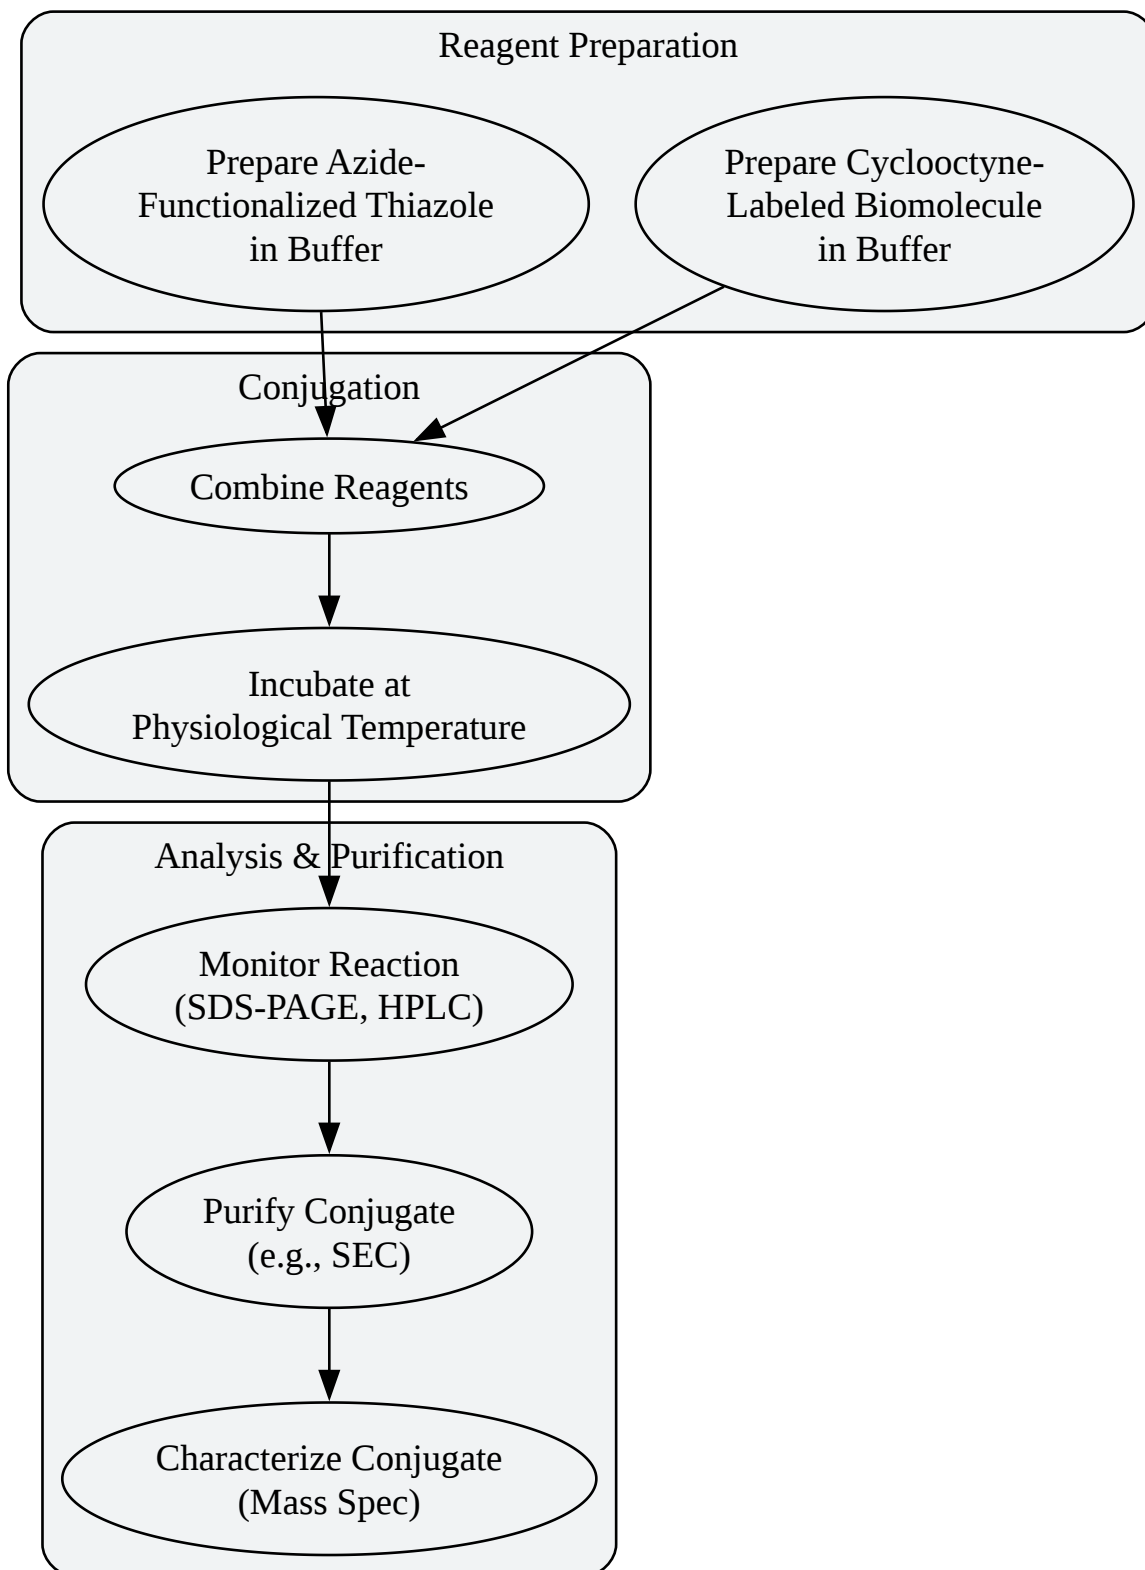 Reagent Preparation
Prepare Azide-
Functionalized Thiazole
in Buffer
Prepare Cyclooctyne-
Labeled Biomolecule
in Buffer
Conjugation
Combine Reagents
Incubate at
Physiological Temperature
Analysis & Purification
Monitor Reaction
(SDS-PAGE, HPLC)
Purify Conjugate
(e.g., SEC)
Characterize Conjugate
(Mass Spec)